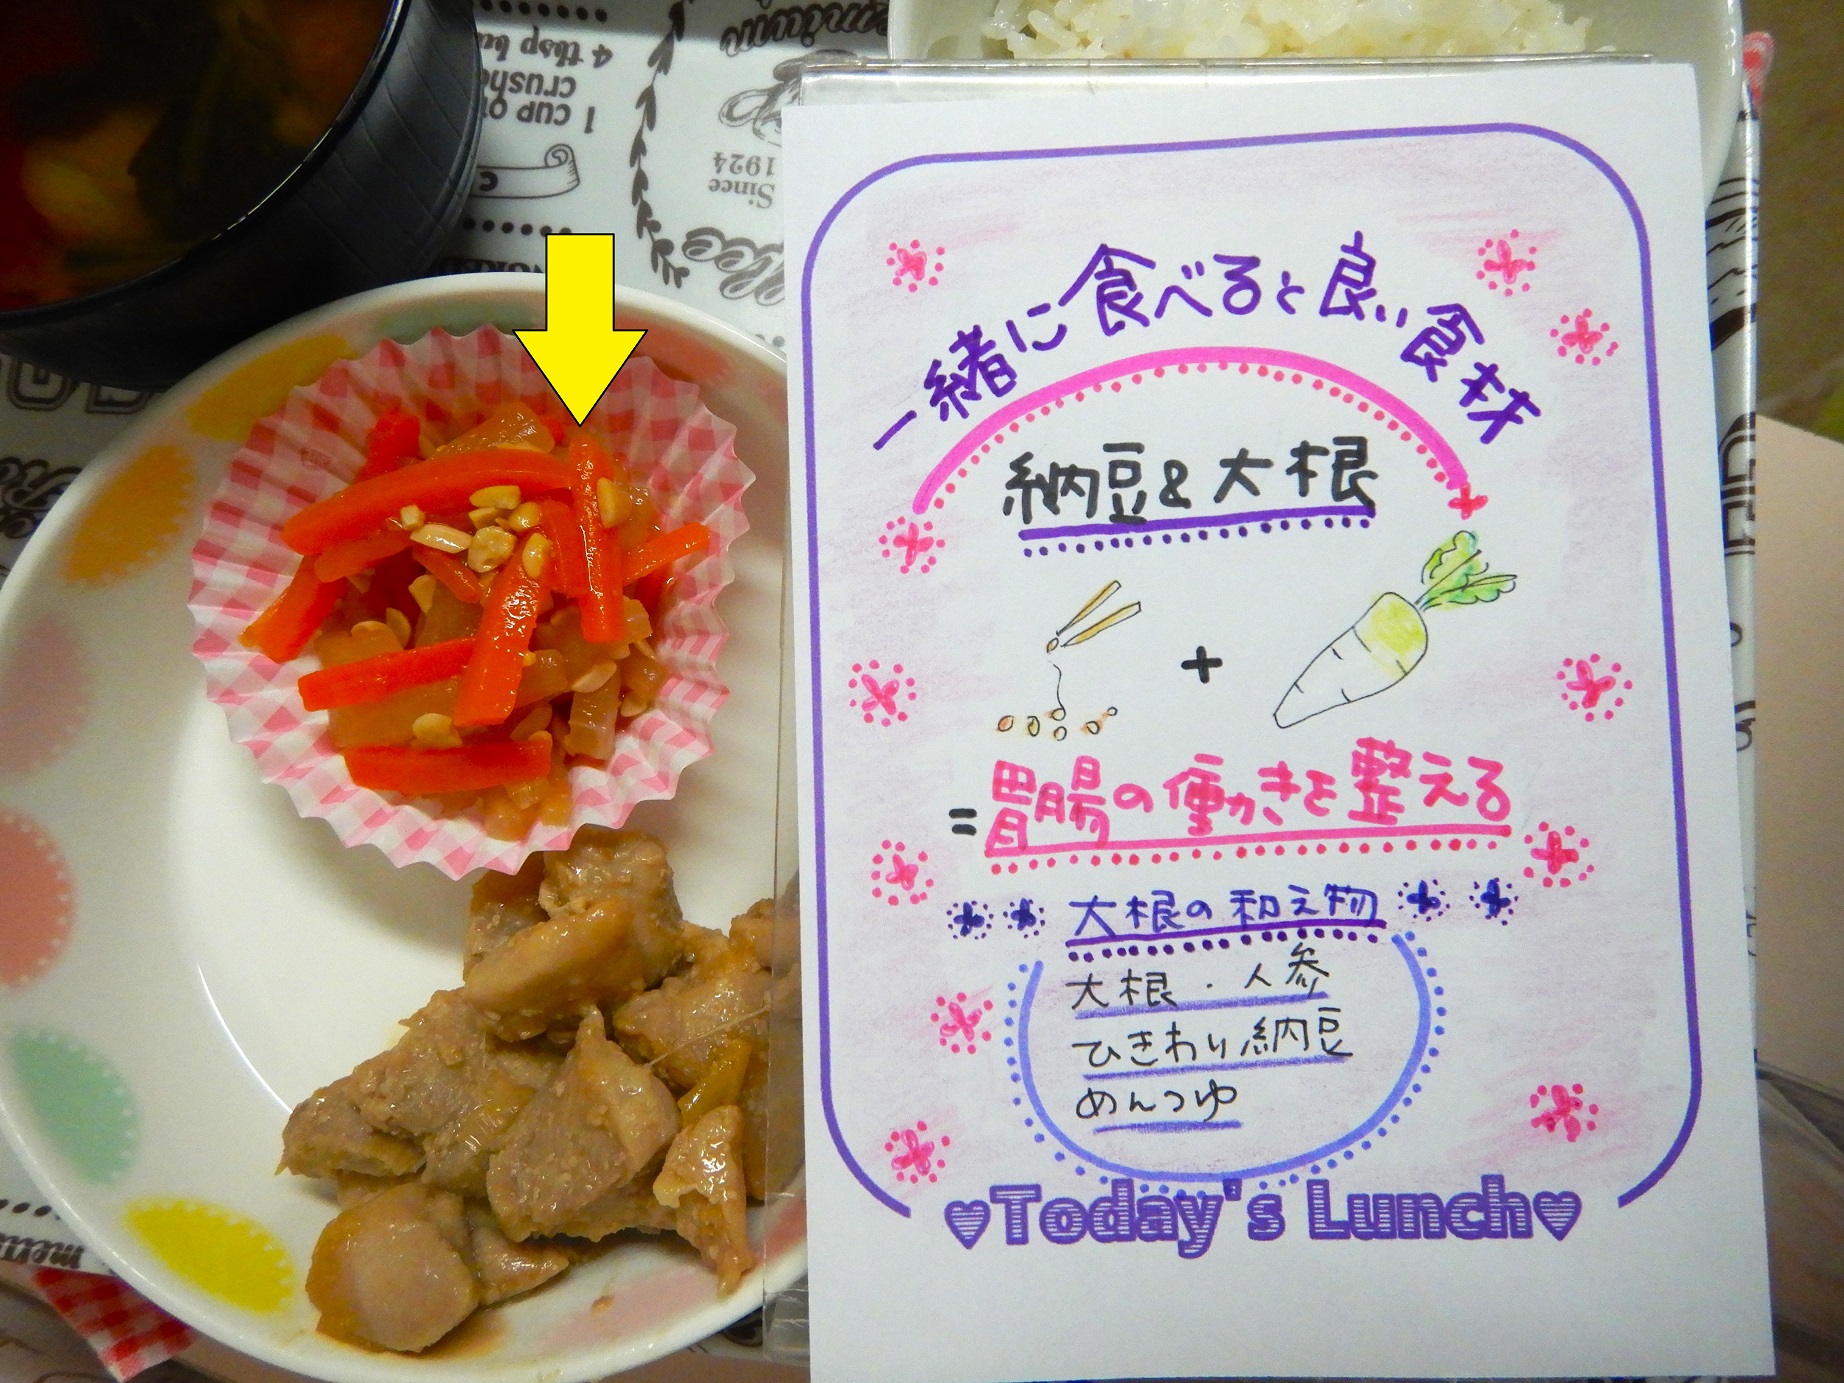 4 tbsp
crush
1 CUP
Since
1924
一緒に食べると良い食材
納豆&大根
+
=胃腸の働きを整える
大根の和え物
大根・人参
ひきわり納豆
めんつゆ
♥Today's Lunch♥